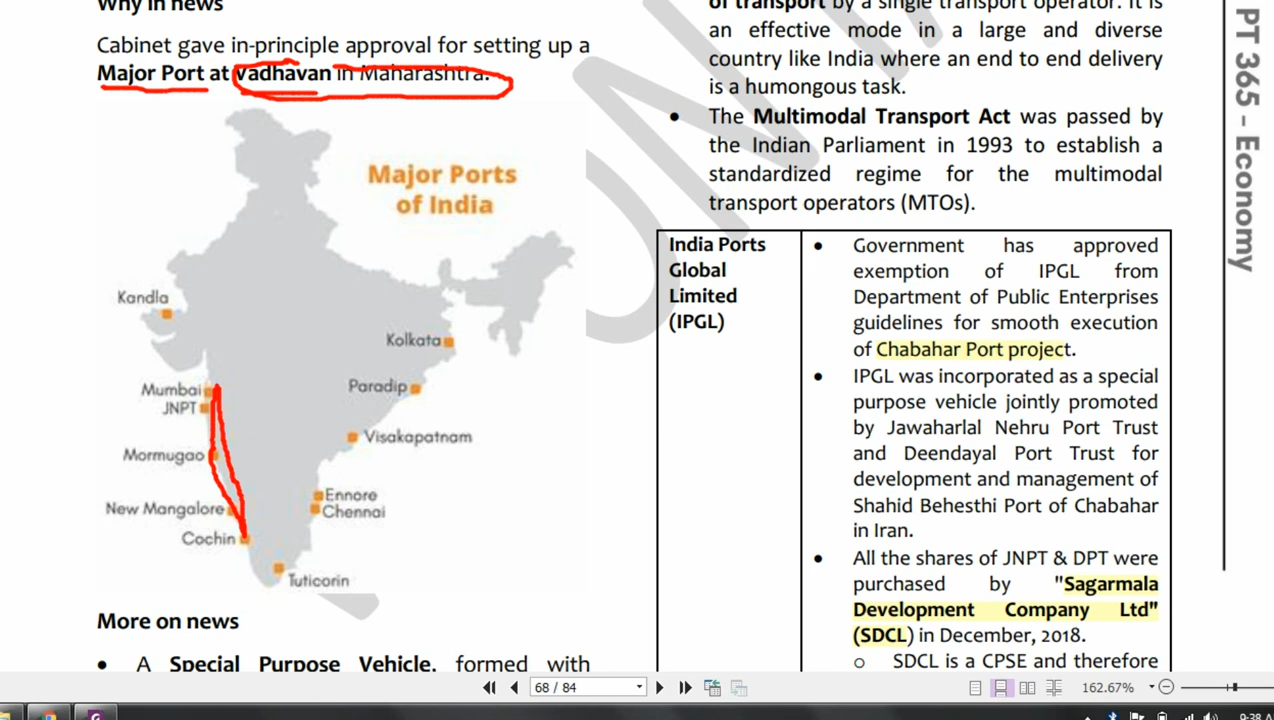 Why in news
Cabinet gave in-principle approval for setting up a
Major Port at Vadhavan in Maharashtra.
Major Ports
of India
Kandla
Kolkata
Mumbai
Paradip
JNPT
Visakapatnam
Mormugao
Ennore
New Mangalore
Chennai
Cochin
Tuticorin
More on news
• A Special Purpose Vehicle, formed with
of transport by a single transport operator. It is
an effective mode in a large and diverse
country like India where an end to end delivery
is a humongous task.
• The Multimodal Transport Act was passed by
the Indian Parliament in 1993 to establish a
standardized regime for the multimodal
transport operators (MTOs).
India Ports
Global
Limited
(IPGL)
• Government has approved
exemption of IPGL from
Department of Public Enterprises
guidelines for smooth execution
of Chabahar Port project.
• IPGL was incorporated as a special
purpose vehicle jointly promoted
by Jawaharlal Nehru Port Trust
and Deendayal Port Trust for
development and management of
Shahid Behesthi Port of Chabahar
in Iran.
• All the shares of JNPT & DPT were
purchased by "Sagarmala
Development Company Ltd"
(SDCL) in December, 2018.
o SDCL is a CPSE and therefore
PT 365 - Economy
68 / 84
162.67%